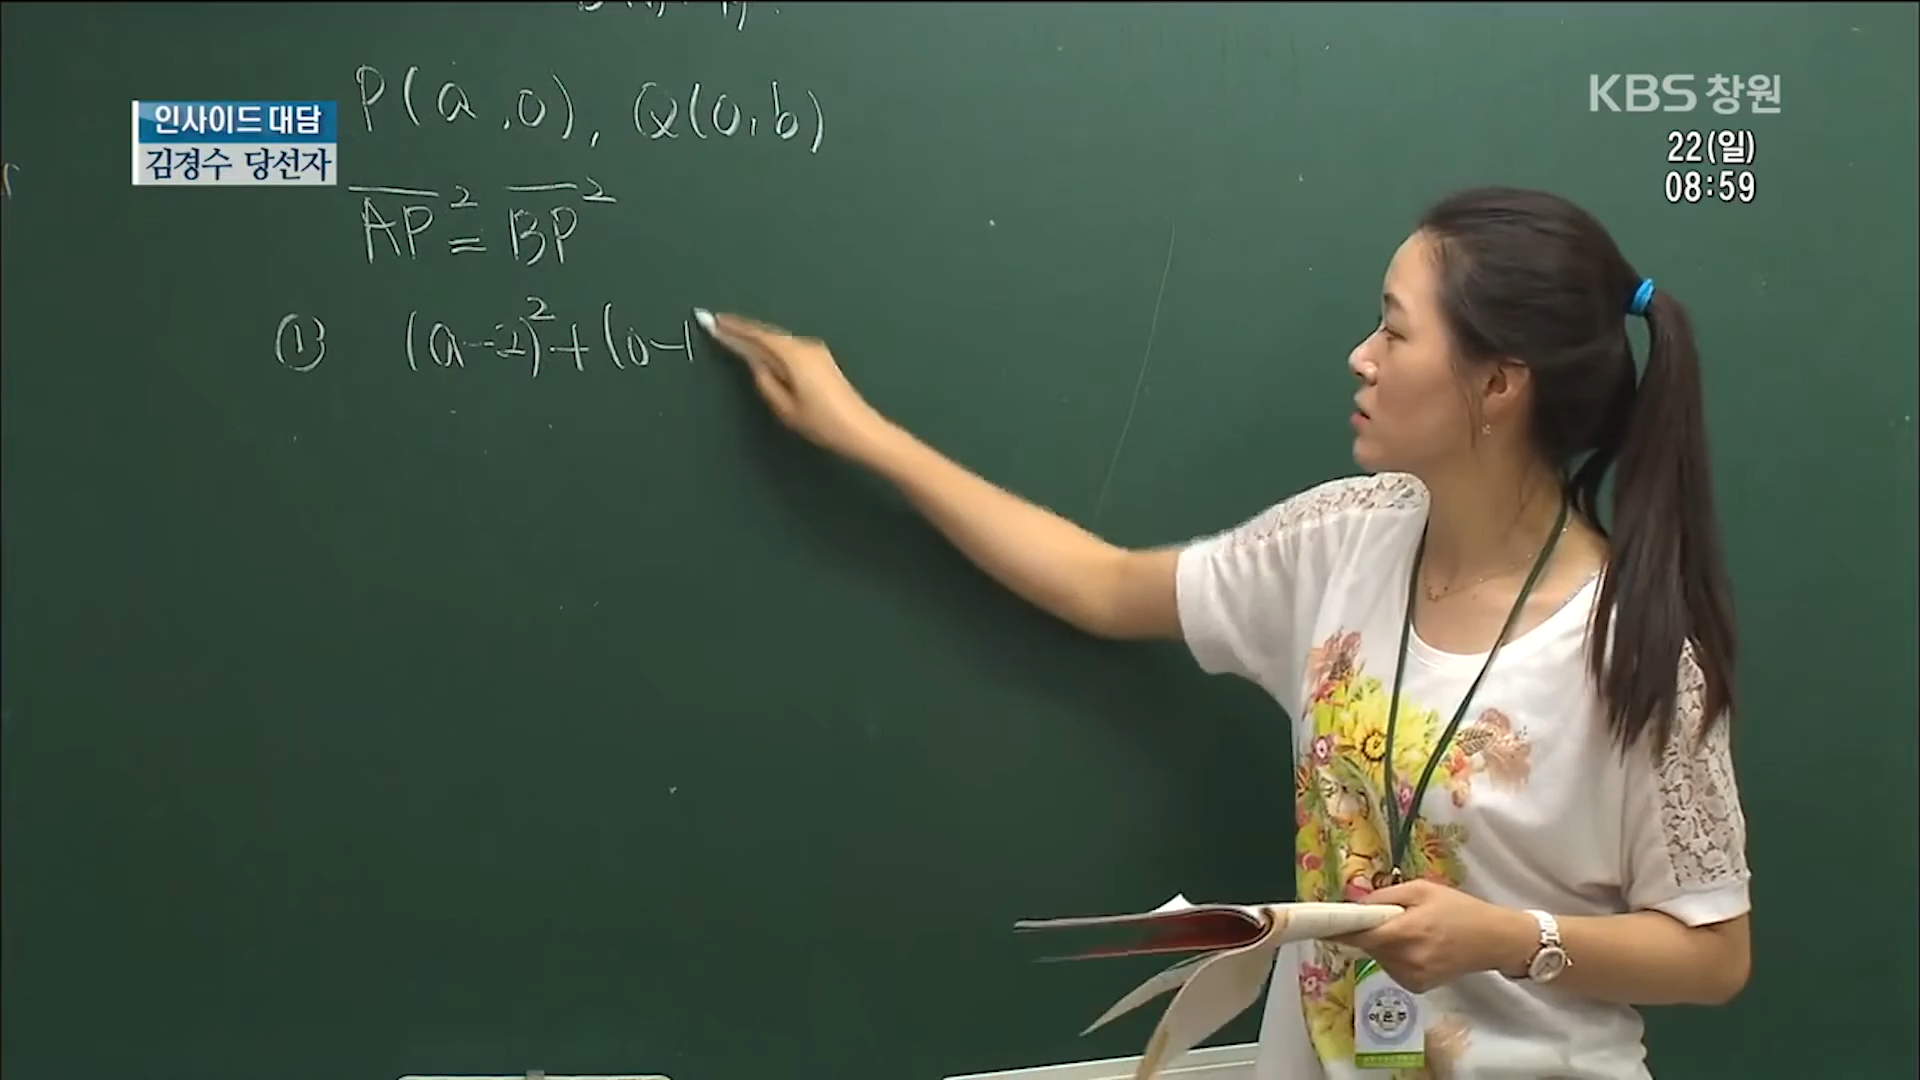 P(a,0), Q(0,b)
인사이드 대담
김경수 당선자
KBS 창원
22(일)
08:59
AP² = BP²
① (a-2)²+(0-1